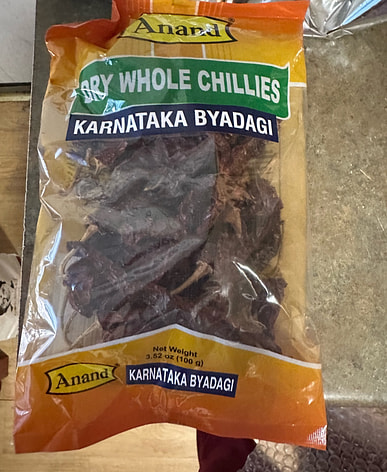 Anand
DRY WHOLE CHILLIES
KARNATAKA BYADAGI
Net Weight
3.52 oz (100 g)
Anand
KARNATAKA BYADAGI